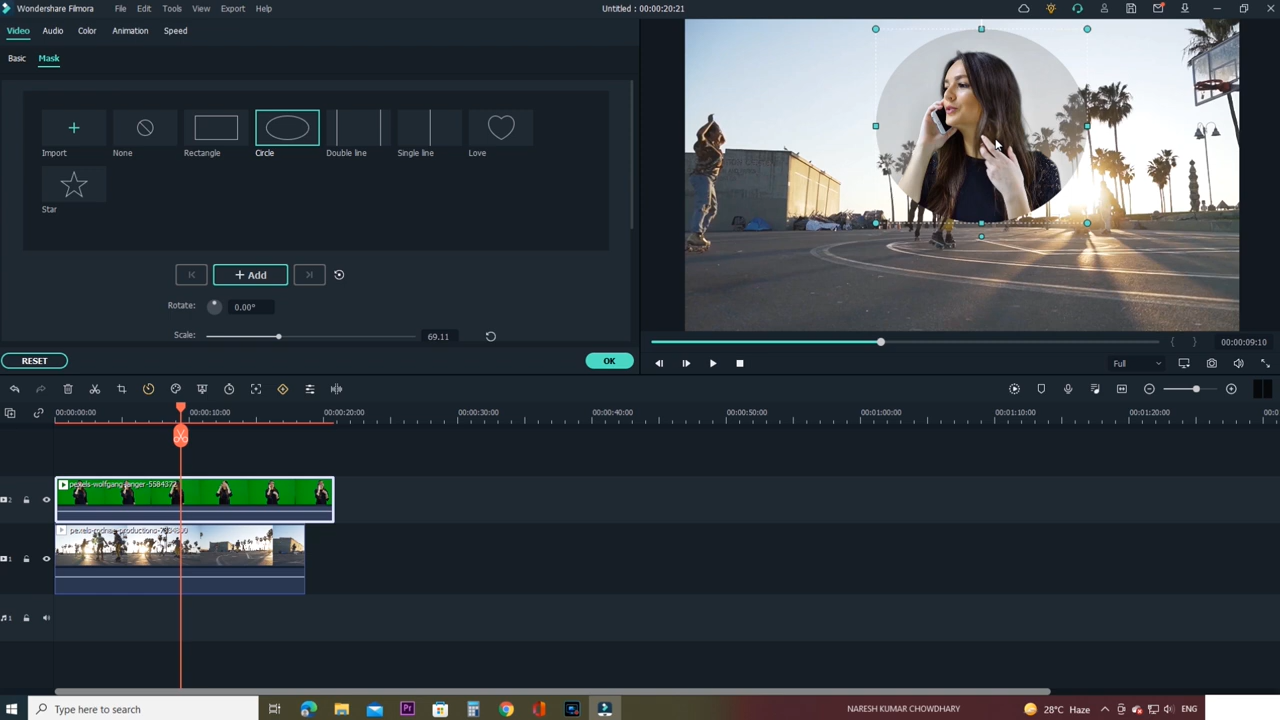 Wondershare Filmora File Edit Tools View Export Help Untitled : 00:00:20:21
Video Audio Color Animation Speed
Basic Mask
Import None Rectangle Circle Double line Single line Love
Star
+ Add
Rotate: 0.00°
Scale: 69.11
RESET OK
00:00:09:10
Full
00:00:00:00 00:00:10:00 00:00:20:00 00:00:30:00 00:00:40:00 00:00:50:00 00:01:00:00 00:01:10:00 00:01:20:00
2 pexels-wolfgang-langer-5584372
1
1
Type here to search NARESH KUMAR CHOWDHARY 28°C Haze ENG